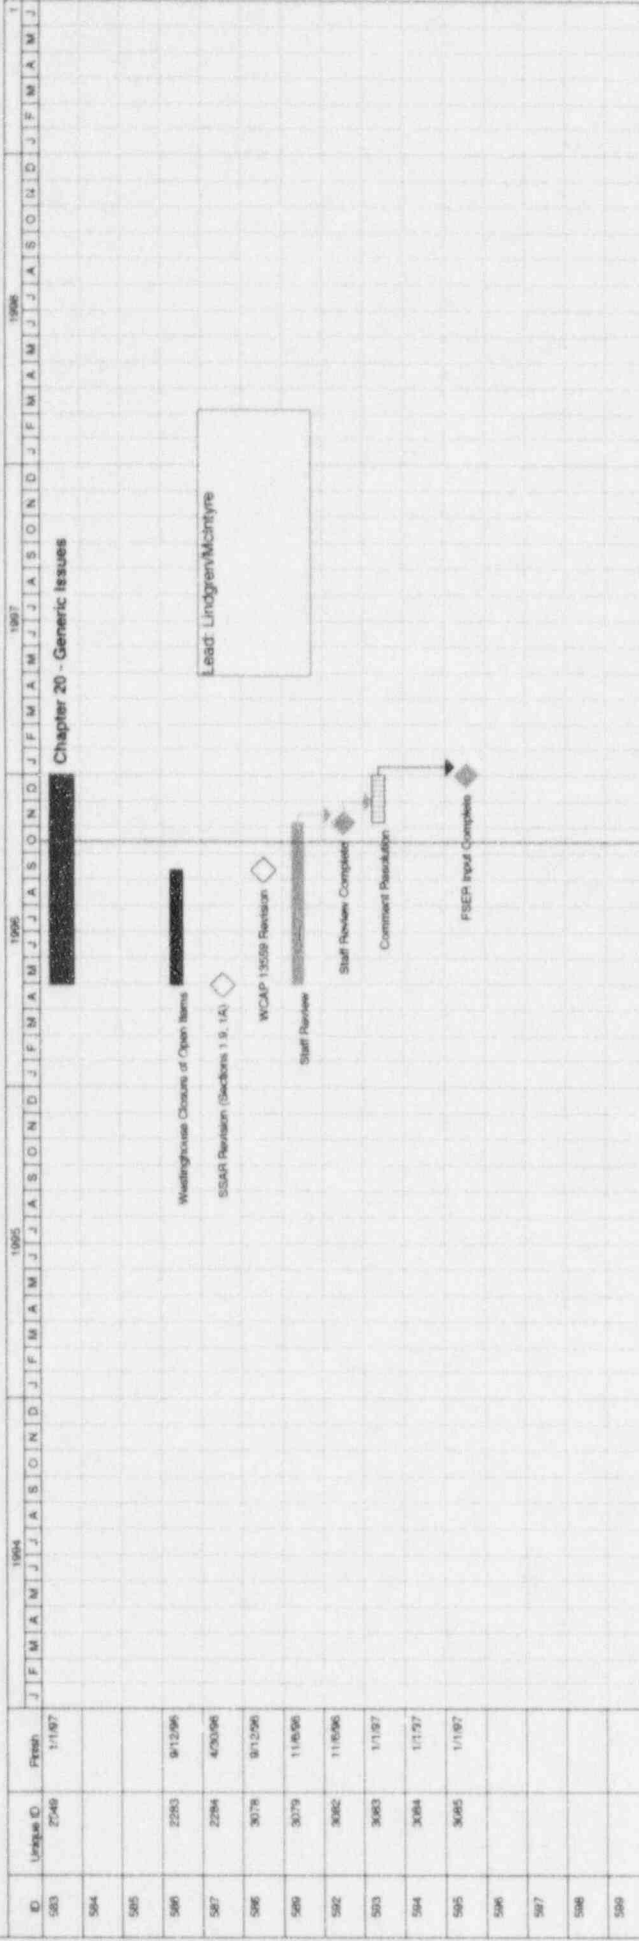 1994 1995 1996 1997 1998 1
ID Unique ID Finish J F M A M J J A S O N D J F M A M J J A S O N D J F M A M J J A S O N D J F M A M J J A S O N D J F M A M J J A S O N D J F M A M J
583 2549 1/1/97 Chapter 20 - Generic Issues
584
585
586 2283 9/12/96 Westinghouse Closure of Open Items
587 2284 4/30/96 SSAR Revision (Sections 1.9, 1A)
Lead: Lindgren/McIntyre
588 3078 9/12/96 WCAP 13559 Revision
589 3079 11/6/96 Staff Review
592 3082 11/6/96 Staff Review Complete
593 3083 1/1/97 Comment Resolution
594 3084 1/1/97
595 3085 1/1/97 FSER Input Complete
596
597
598
599